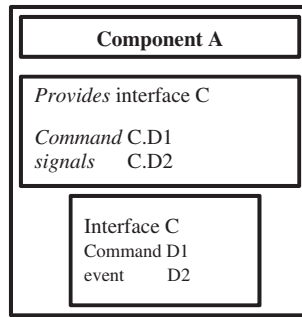 Component A
Provides interface C
Command C.D1
signals C.D2
Interface C
Command D1
event D2